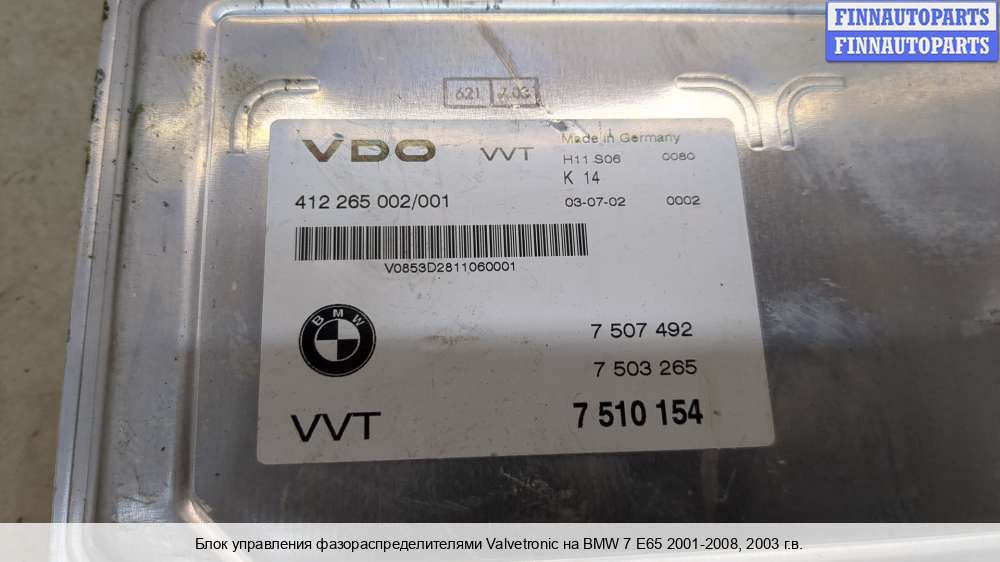 FINNAUTOPARTS
FINNAUTOPARTS
621 203
VDO VVT
Made in Germany
H11 S06 0080
K 14
412 265 002/001
03-07-02 0002
V0853D2811060001
BMW
7 507 492
7 503 265
VVT
7 510 154
Блок управления фазораспределителями Valvetronic на BMW 7 E65 2001-2008, 2003 г.в.